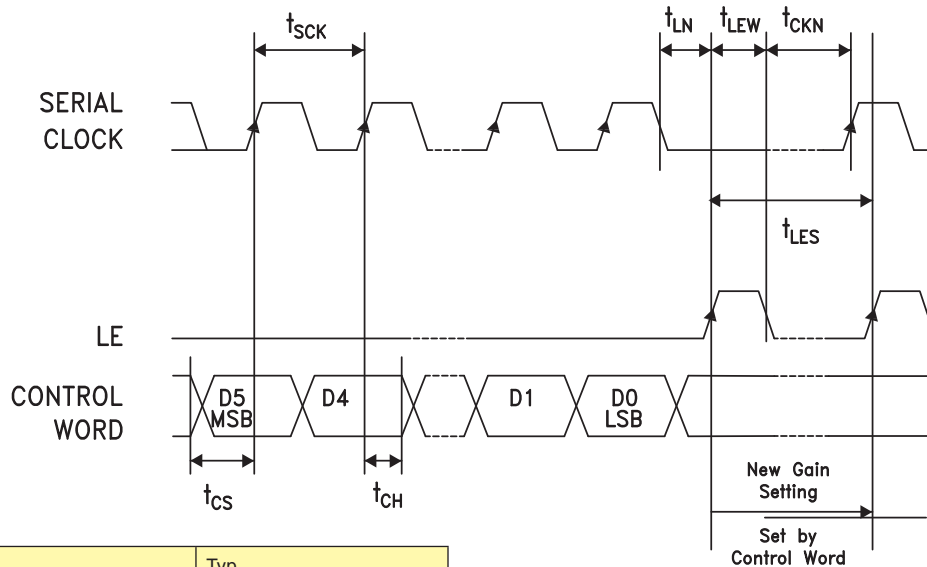 tSCK
tLN tLEW tCKN
SERIAL
CLOCK
tLES
LE
CONTROL
WORD
D5
MSB
D4
D1
D0
LSB
tCS
tCH
New Gain
Setting
Set by
Control Word
Typ